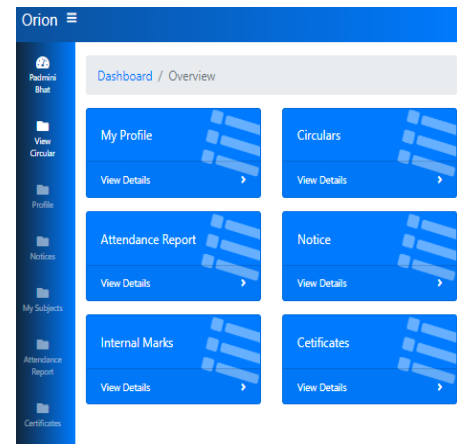 Orion
Padmini
Bhat
View
Circular
Profile
Notices
My Subjects
Attendance
Report
Certificates
Dashboard / Overview
My Profile
View Details
Circulars
View Details
Attendance Report
View Details
Notice
View Details
Internal Marks
View Details
Cetificates
View Details